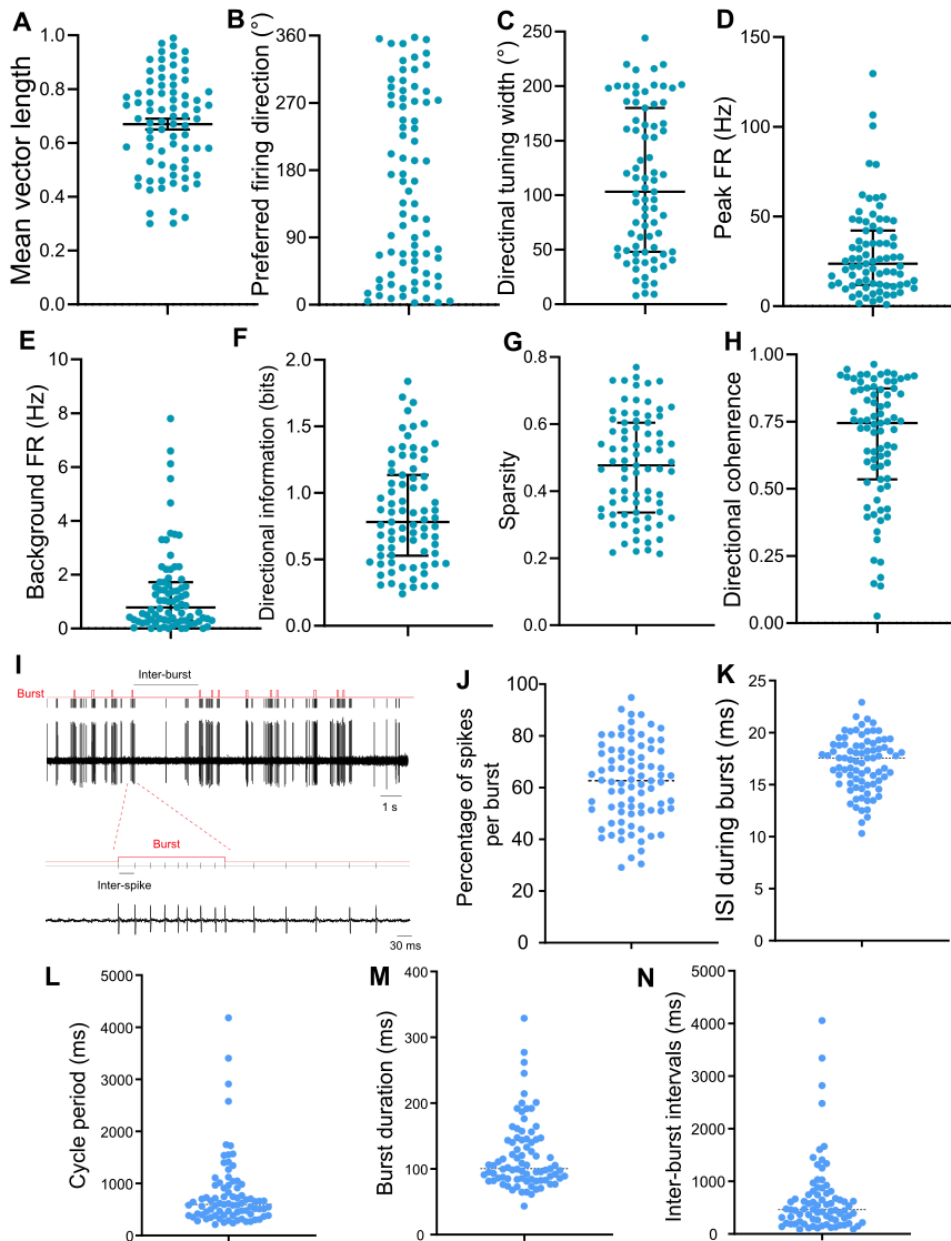 A
Mean vector length
1.0
0.8
0.6
0.4
0.2
0.0
B
Preferred firing direction (°)
360
270
180
90
0
C
Directinal tuning width (°)
250
200
150
100
50
0
D
Peak FR (Hz)
150
100
50
0
E
Background FR (Hz)
10
8
6
4
2
0
F
Directional information (bits)
2.0
1.5
1.0
0.5
0.0
G
Sparsity
0.8
0.6
0.4
0.2
0.0
H
Directional cohenrence
1.00
0.75
0.50
0.25
0.00
I
Inter-burst
Burst
1 s
Burst
Inter-spike
30 ms
J
Percentage of spikes
per burst
100
80
60
40
20
0
K
ISI during burst (ms)
25
20
15
10
5
0
L
Cycle period (ms)
5000
4000
3000
2000
1000
0
M
Burst duration (ms)
400
300
200
100
0
N
Inter-burst intervals (ms)
5000
4000
3000
2000
1000
0